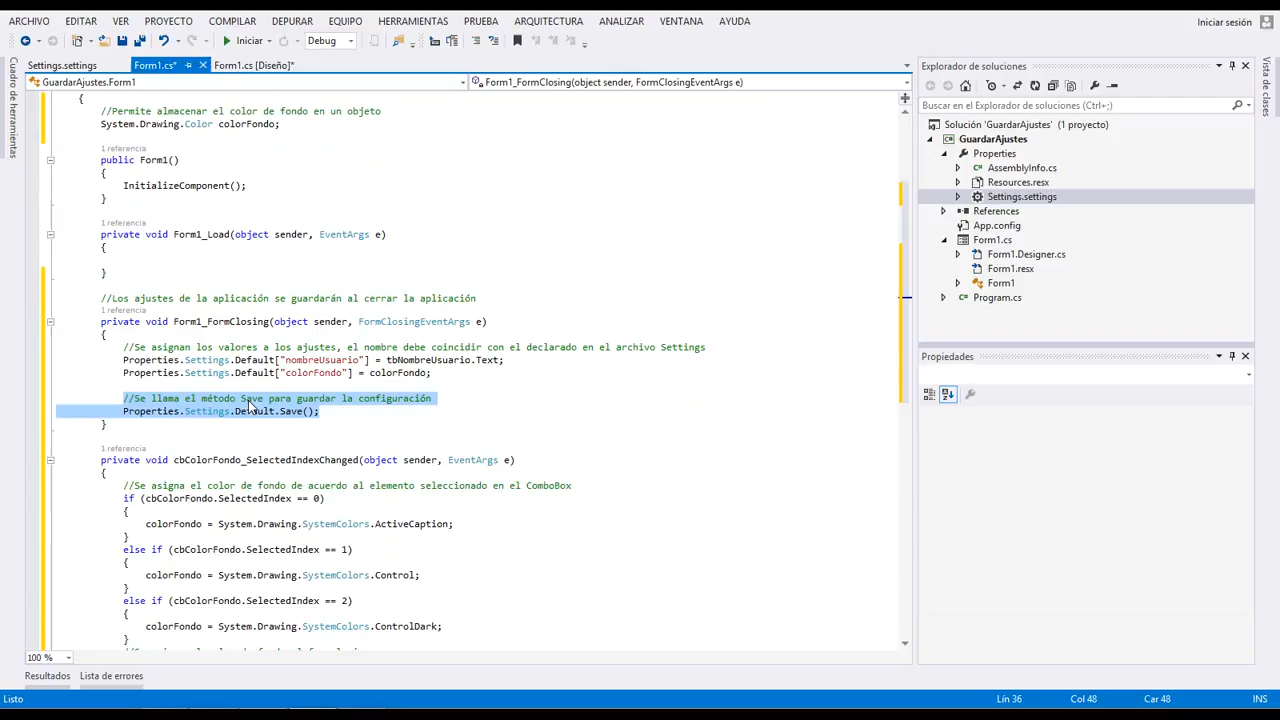 ARCHIVO EDITAR VER PROYECTO COMPILAR DEPURAR EQUIPO HERRAMIENTAS PRUEBA ARQUITECTURA ANALIZAR VENTANA AYUDA Iniciar sesión
Iniciar Debug
Settings.settings Form1.cs* Form1.cs [Diseño]*
GuardarAjustes.Form1 Form1_FormClosing(object sender, FormClosingEventArgs e)
Cuadro de herramientas
{
//Permite almacenar el color de fondo en un objeto
System.Drawing.Color colorFondo;
1 referencia
public Form1()
{
InitializeComponent();
}
1 referencia
private void Form1_Load(object sender, EventArgs e)
{
}
//Los ajustes de la aplicación se guardarán al cerrar la aplicación
1 referencia
private void Form1_FormClosing(object sender, FormClosingEventArgs e)
{
//Se asignan los valores a los ajustes, el nombre debe coincidir con el declarado en el archivo Settings
Properties.Settings.Default["nombreUsuario"] = tbNombreUsuario.Text;
Properties.Settings.Default["colorFondo"] = colorFondo;
//Se llama el método Save para guardar la configuración
Properties.Settings.Default.Save();
}
1 referencia
private void cbColorFondo_SelectedIndexChanged(object sender, EventArgs e)
{
//Se asigna el color de fondo de acuerdo al elemento seleccionado en el ComboBox
if (cbColorFondo.SelectedIndex == 0)
{
colorFondo = System.Drawing.SystemColors.ActiveCaption;
}
else if (cbColorFondo.SelectedIndex == 1)
{
colorFondo = System.Drawing.SystemColors.Control;
}
else if (cbColorFondo.SelectedIndex == 2)
{
colorFondo = System.Drawing.SystemColors.ControlDark;
}
100 %
Resultados Lista de errores
Explorador de soluciones
Buscar en el Explorador de soluciones (Ctrl+;)
Solución 'GuardarAjustes' (1 proyecto)
GuardarAjustes
Properties
AssemblyInfo.cs
Resources.resx
Settings.settings
References
App.config
Form1.cs
Form1.Designer.cs
Form1.resx
Form1
Program.cs
Propiedades
Vista de clases
Listo Lín 36 Col 48 Car 48 INS